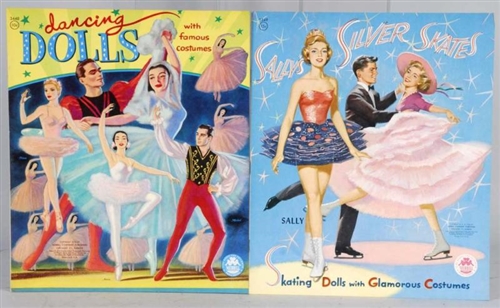 dancing
DOLLS
with
famous
costumes
SALLY'S SILVER SKATES
SALLY
Skating Dolls with Glamorous Costumes